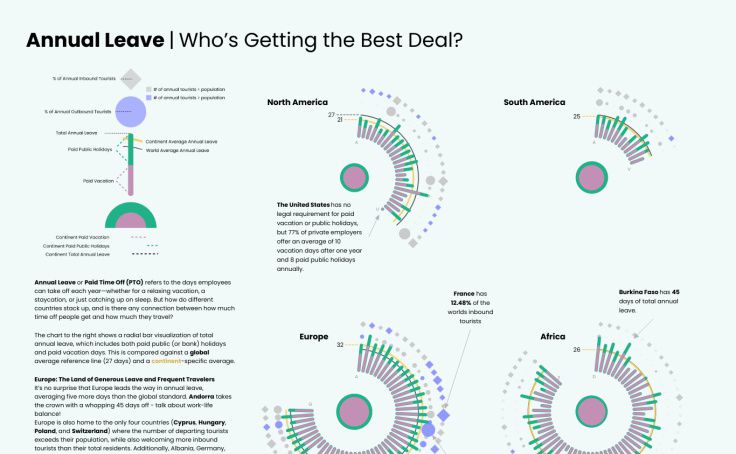 Annual Leave | Who's Getting the Best Deal?
% of Annual Inbound Tourists
# of annual tourists < population
# of annual tourists > population
% of Annual Outbound Tourists
Total Annual Leave
Continent Average Annual Leave
Paid Public Holidays
World Average Annual Leave
Paid Vacation
Continent Paid Vacation
Continent Paid Public Holidays
Continent Total Annual Leave
Annual Leave or Paid Time Off (PTO) refers to the days employees
can take off each year—whether for a relaxing vacation, a
staycation, or just catching up on sleep. But how do different
countries stack up, and is there any connection between how much
time off people get and how much they travel?
The chart to the right shows a radial bar visualization of total
annual leave, which includes both paid public (or bank) holidays
and paid vacation days. This is compared against a global
average reference line (27 days) and a continent-specific average.
Europe: The Land of Generous Leave and Frequent Travelers
It's no surprise that Europe leads the way in annual leave,
averaging five more days than the global standard. Andorra takes
the crown with a whopping 45 days off - talk about work-life
balance!
Europe is also home to the only four countries (Cyprus, Hungary,
Poland, and Switzerland) where the number of departing tourists
exceeds their population, while also welcoming more inbound
tourists than their total residents. Additionally, Albania, Germany,
North America
27
21
A
U
The United States has no
legal requirement for paid
vacation or public holidays,
but 77% of private employers
offer an average of 10
vacation days after one year
and 8 paid public holidays
annually.
South America
25
A
V
France has
12.48% of the
worlds inbound
tourists
Europe
32
A
Burkina Faso has 45
days of total annual
leave.
Africa
26